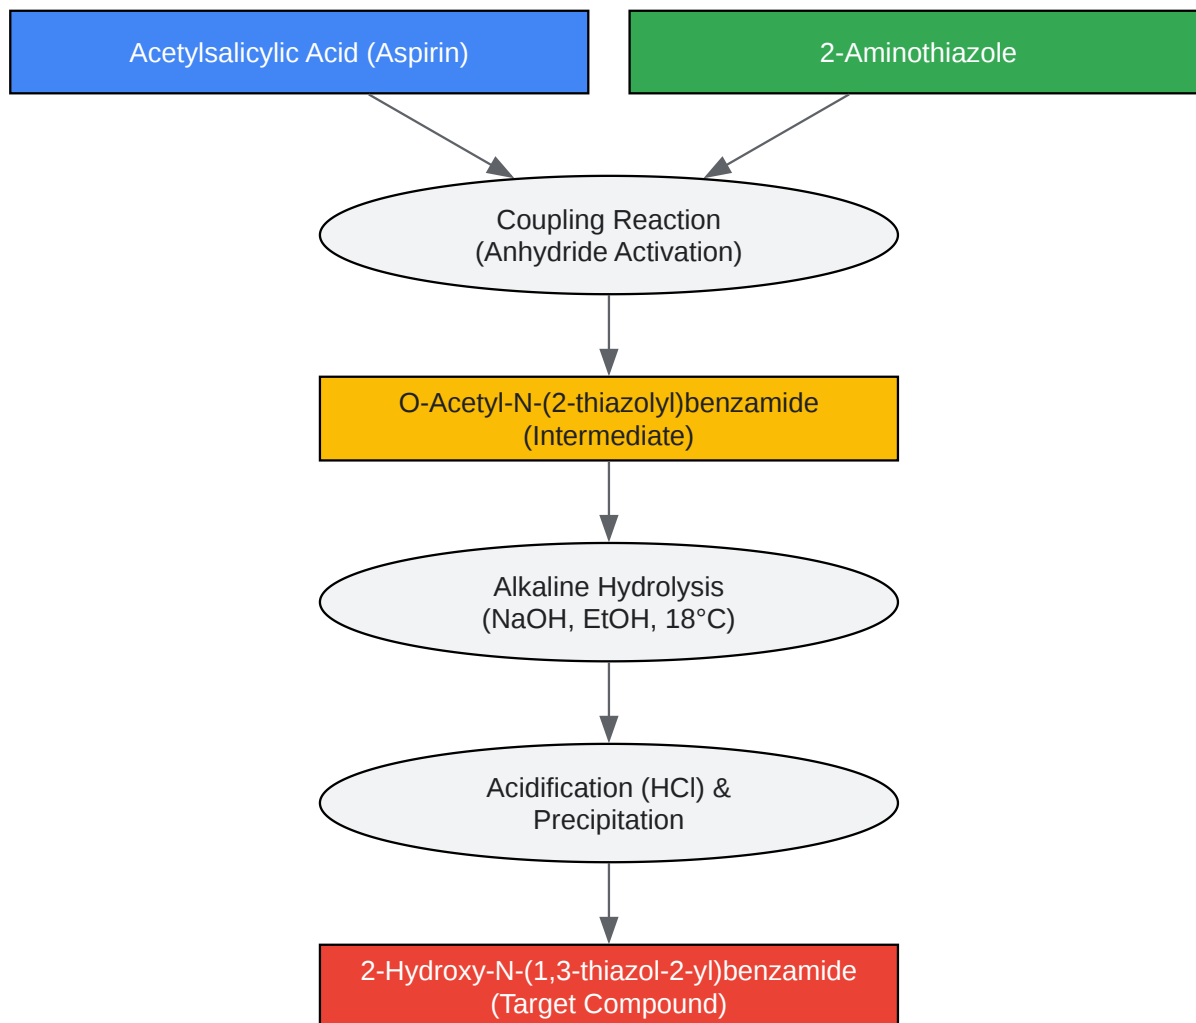 Acetylsalicylic Acid (Aspirin)
2-Aminothiazole
Coupling Reaction
(Anhydride Activation)
O-Acetyl-N-(2-thiazolyl)benzamide
(Intermediate)
Alkaline Hydrolysis
(NaOH, EtOH, 18°C)
Acidification (HCl) &
Precipitation
2-Hydroxy-N-(1,3-thiazol-2-yl)benzamide
(Target Compound)